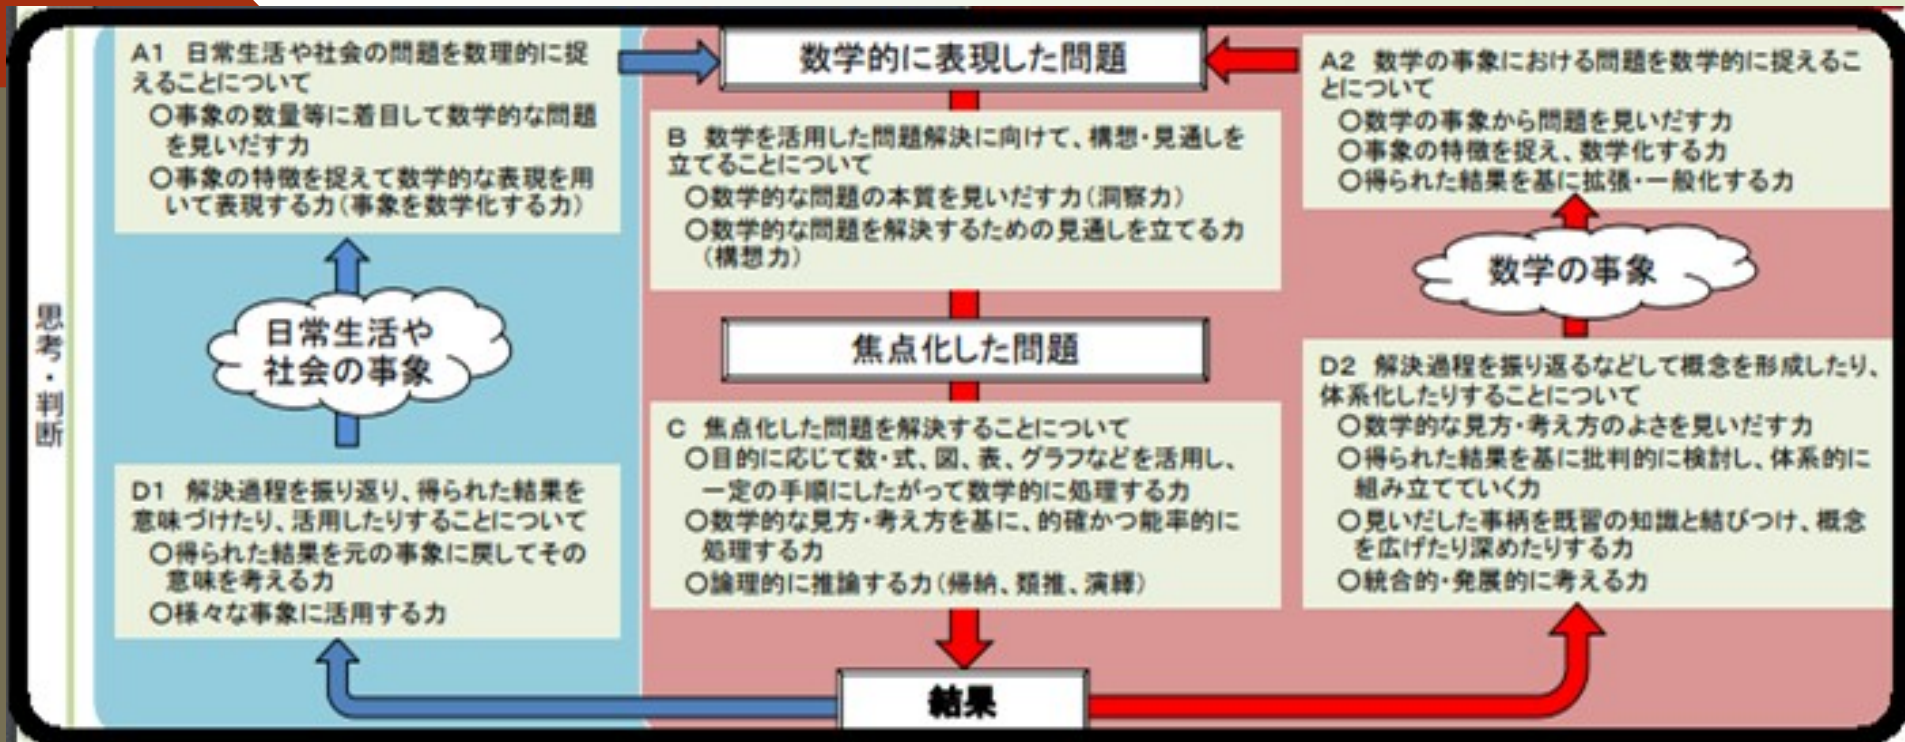 思考・判断
A1 日常生活や社会の問題を数理的に捉
えることについて
○事象の数量等に着目して数学的な問題
を見いだす力
○事象の特徴を捉えて数学的な表現を用
いて表現する力(事象を数学化する力)
日常生活や
社会の事象
D1 解決過程を振り返り、得られた結果を
意味づけたり、活用したりすることについて
○得られた結果を元の事象に戻してその
意味を考える力
○様々な事象に活用する力
数学的に表現した問題
B 数学を活用した問題解決に向けて、構想・見通しを
立てることについて
○数学的な問題の本質を見いだす力(洞察力)
○数学的な問題を解決するための見通しを立てる力
(構想力)
焦点化した問題
C 焦点化した問題を解決することについて
○目的に応じて数・式、図、表、グラフなどを活用し、
一定の手順にしたがって数学的に処理する力
○数学的な見方・考え方を基に、的確かつ能率的に
処理する力
○論理的に推論する力(帰納、類推、演繹)
結果
A2 数学の事象における問題を数学的に捉えるこ
とについて
○数学の事象から問題を見いだす力
○事象の特徴を捉え、数学化する力
○得られた結果を基に拡張・一般化する力
数学の事象
D2 解決過程を振り返るなどして概念を形成したり、
体系化したりすることについて
○数学的な見方・考え方のよさを見いだす力
○得られた結果を基に批判的に検討し、体系的に
組み立てていく力
○見いだした事柄を既習の知識と結びつけ、概念
を広げたり深めたりする力
○統合的・発展的に考える力